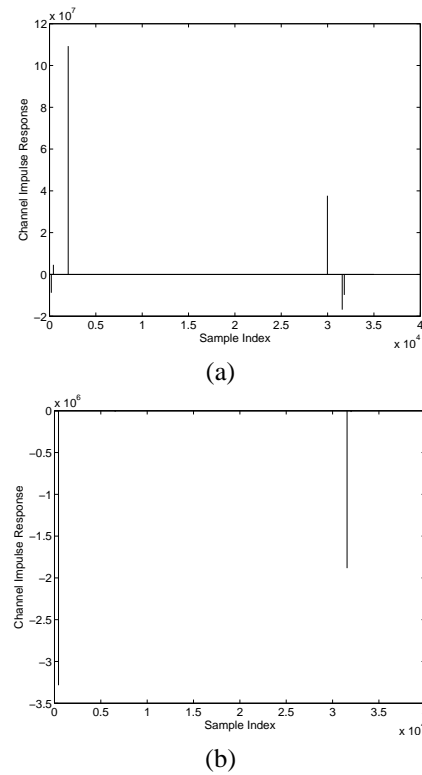 x 10^7
12
10
8
6
4
2
0
−2
Channel Impulse Response
0 0.5 1 1.5 2 2.5 3 3.5 4
Sample Index
x 10^4
(a)
x 10^6
0
−0.5
−1
−1.5
−2
−2.5
−3
−3.5
Channel Impulse Response
0 0.5 1 1.5 2 2.5 3 3.5
Sample Index
(b)